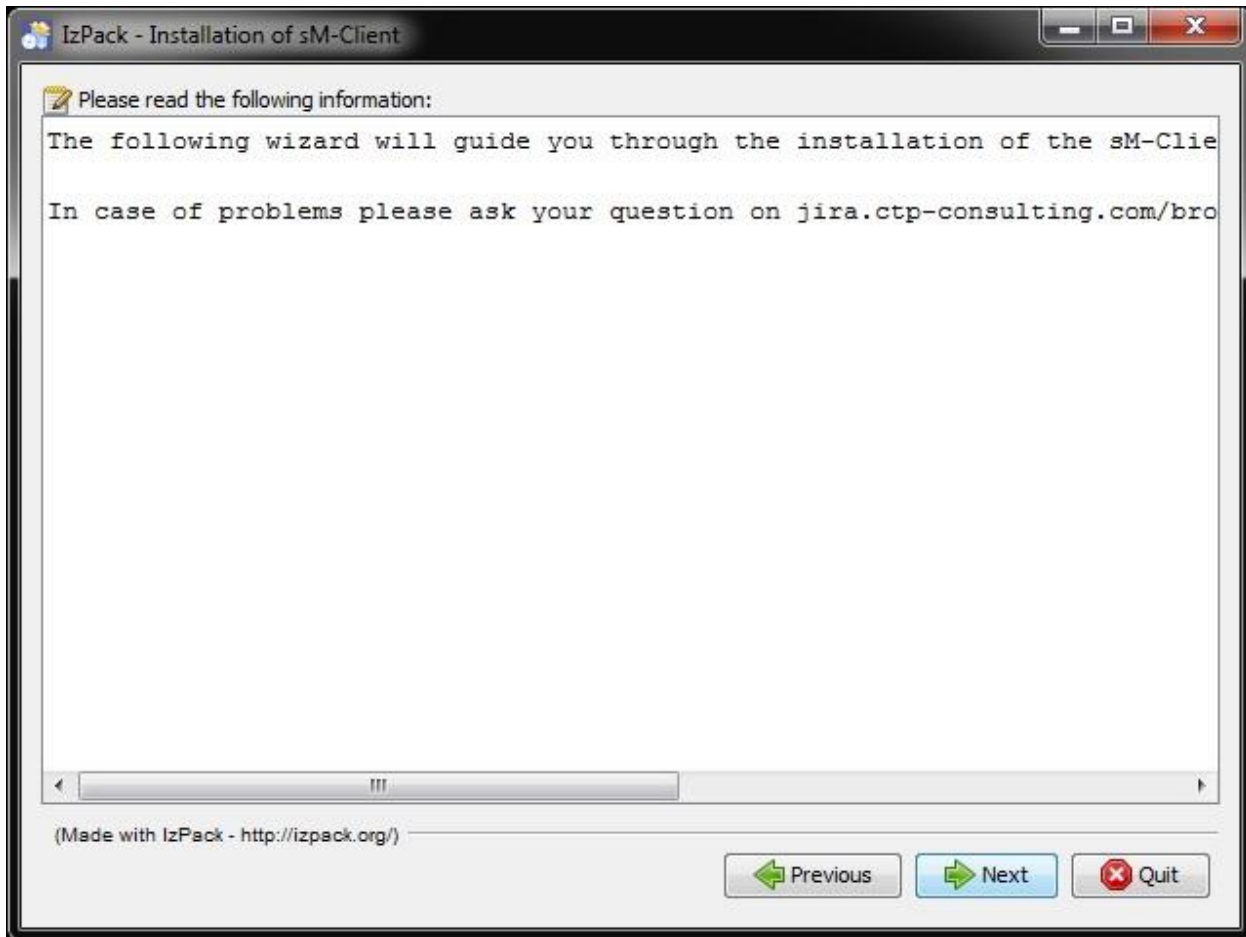 IzPack - Installation of sM-Client
Please read the following information:
The following wizard will guide you through the installation of the sM-Clie
In case of problems please ask your question on jira.ctp-consulting.com/bro
(Made with IzPack - http://izpack.org/)
Previous Next Quit